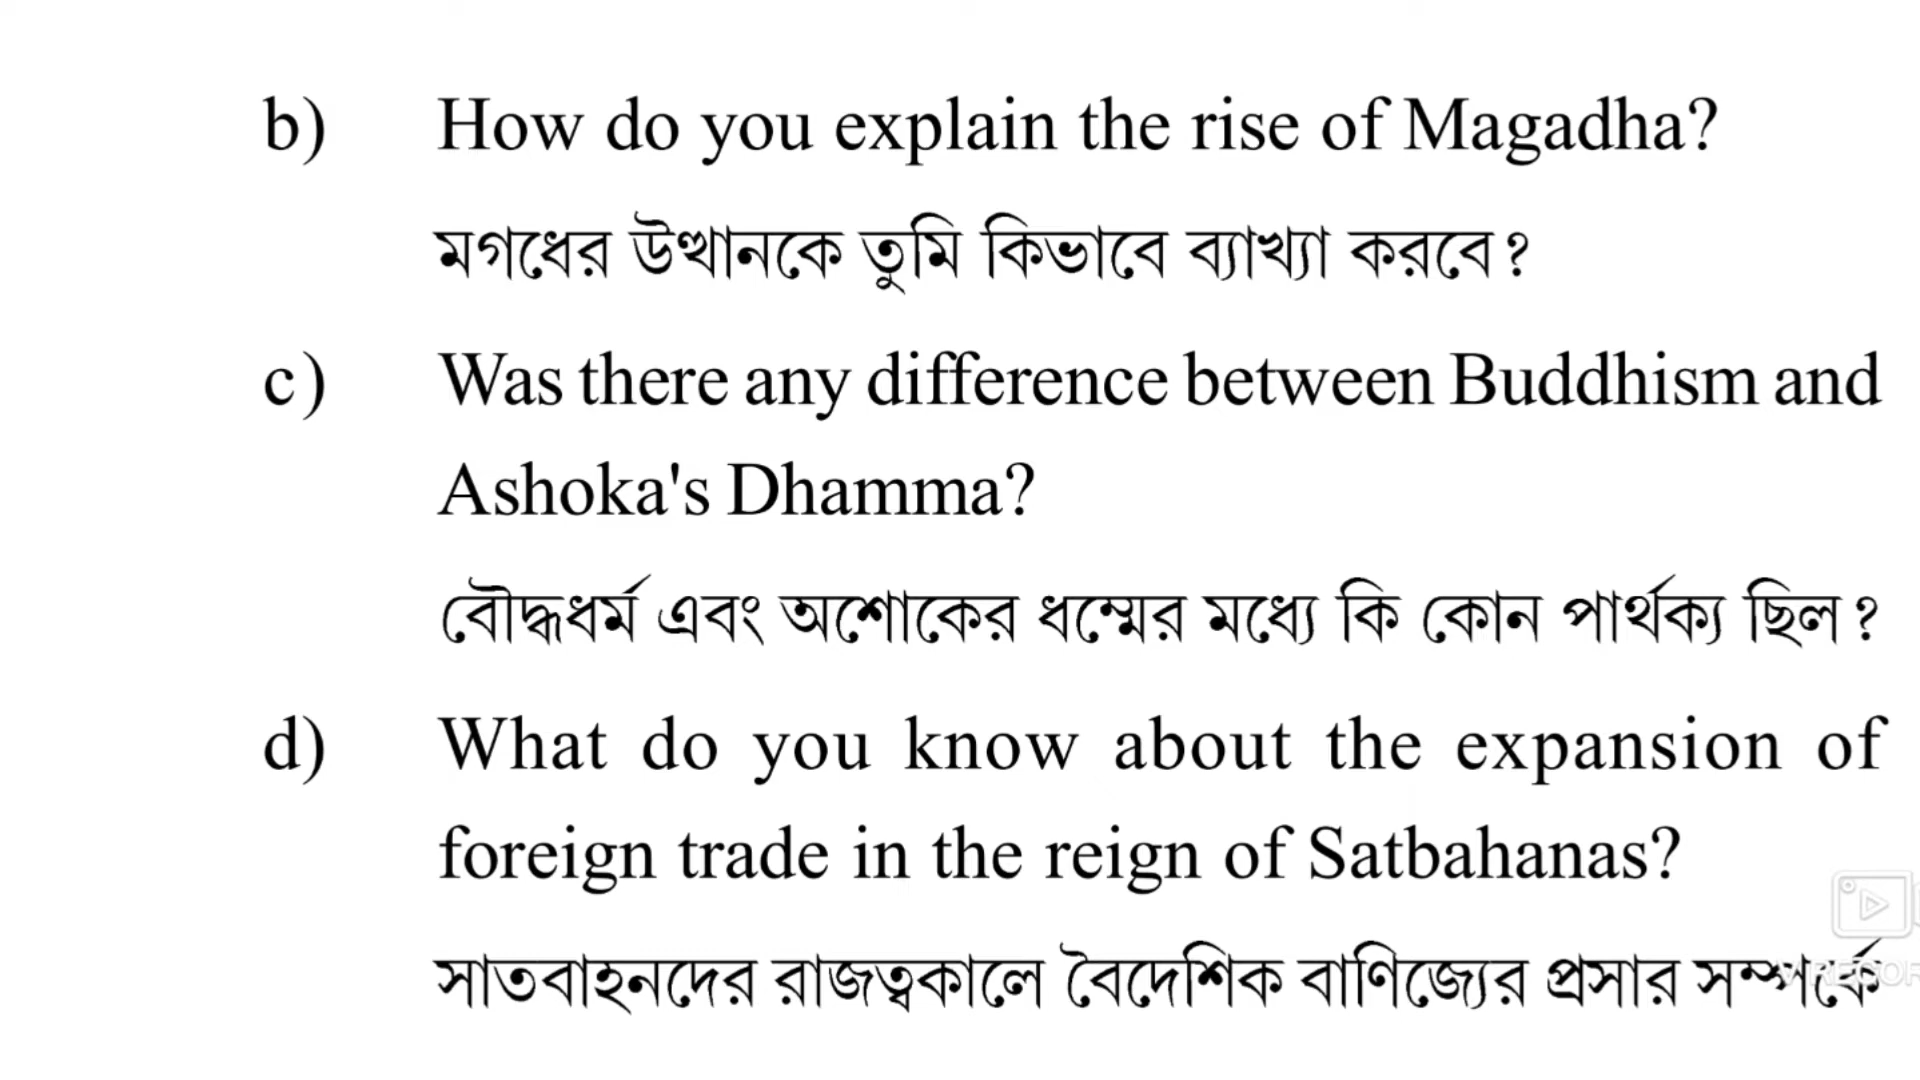 b) How do you explain the rise of Magadha?
মগধের উত্থানকে তুমি কিভাবে ব্যাখ্যা করবে?
c) Was there any difference between Buddhism and
Ashoka's Dhamma?
বৌদ্ধধর্ম এবং অশোকের ধম্মের মধ্যে কি কোন পার্থক্য ছিল?
d) What do you know about the expansion of
foreign trade in the reign of Satbahanas?
সাতবাহনদের রাজত্বকালে বৈদেশিক বাণিজ্যের প্রসার সম্পর্কে